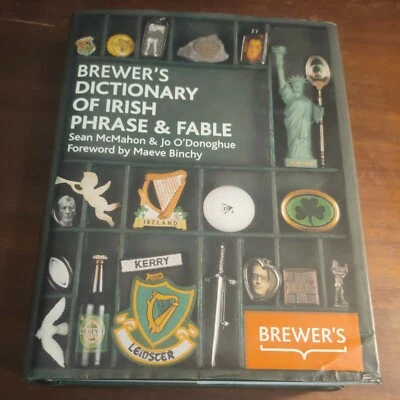 BREWER'S
DICTIONARY
OF IRISH
PHRASE & FABLE
Sean McMahon & Jo O'Donoghue
Foreword by Maeve Binchy
IRELAND
KERRY
LEINSTER
BREWER'S